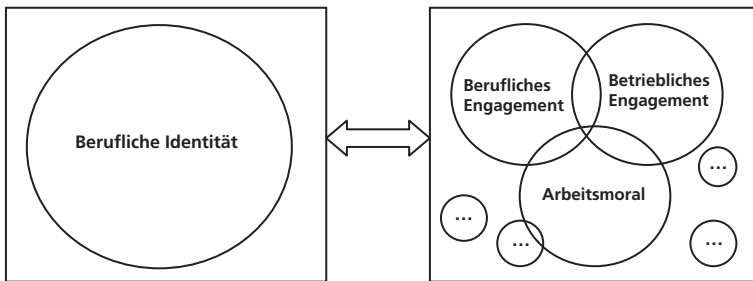 Berufliche Identität
Berufliches
Engagement
Betriebliches
Engagement
Arbeitsmoral
...
...
...
...